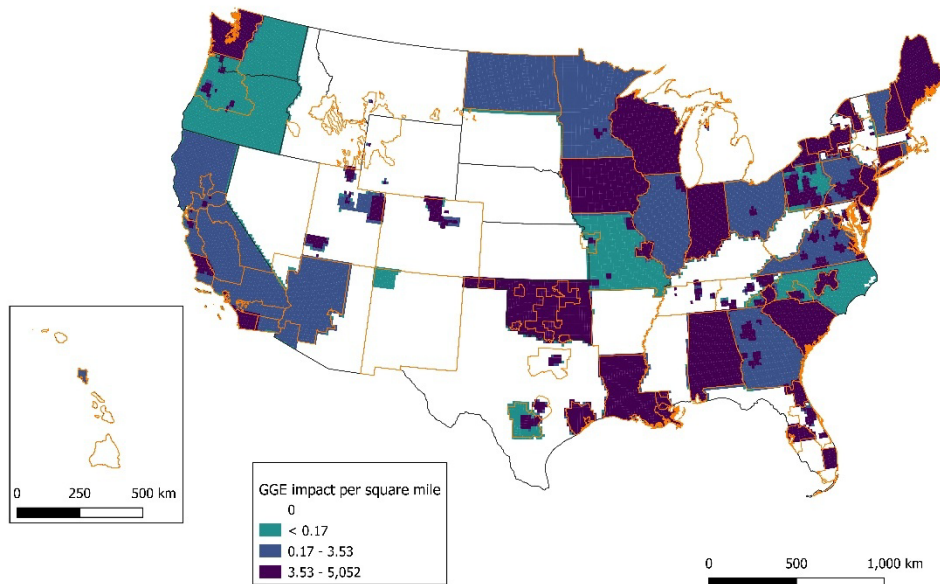 0 250 500 km
GGE impact per square mile
0
< 0.17
0.17 - 3.53
3.53 - 5,052
0 500 1,000 km